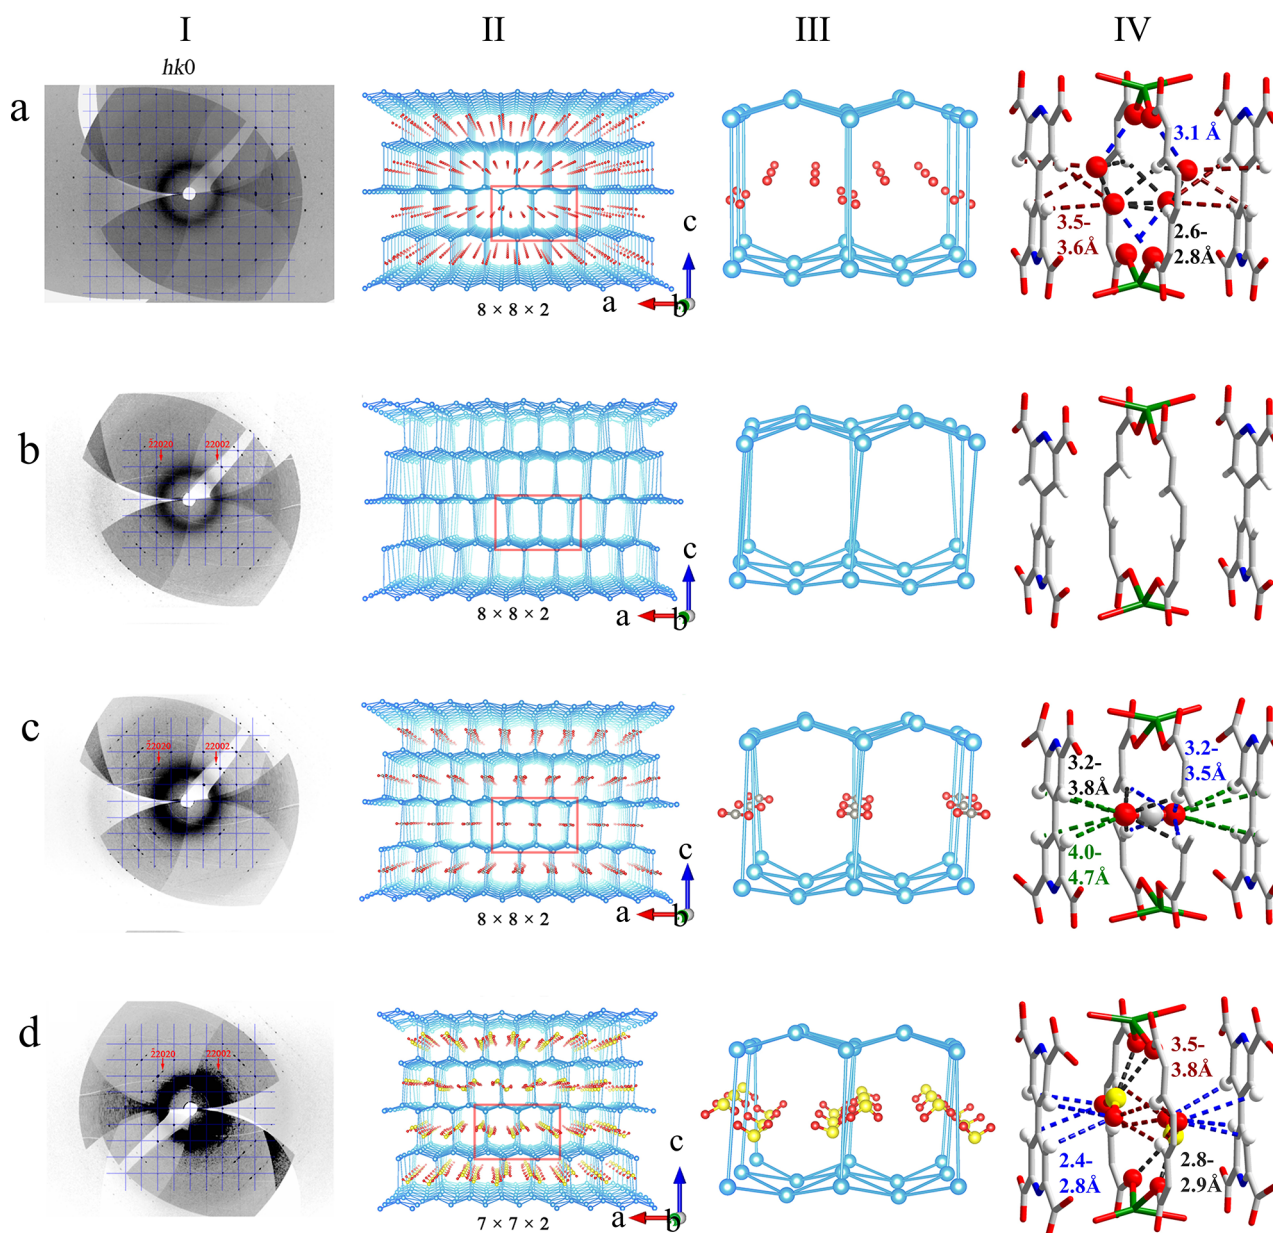 I II III IV
hk0
a
3.1 Å
3.5-
3.6Å
2.6-
2.8Å
c
a b
8 × 8 × 2
b
22020 22002
c
a b
8 × 8 × 2
c
22020 22002
3.2-
3.8Å
3.2-
3.5Å
4.0-
4.7Å
c
a b
8 × 8 × 2
d
22020 22002
3.5-
3.8Å
2.4-
2.8Å
2.8-
2.9Å
c
a b
7 × 7 × 2